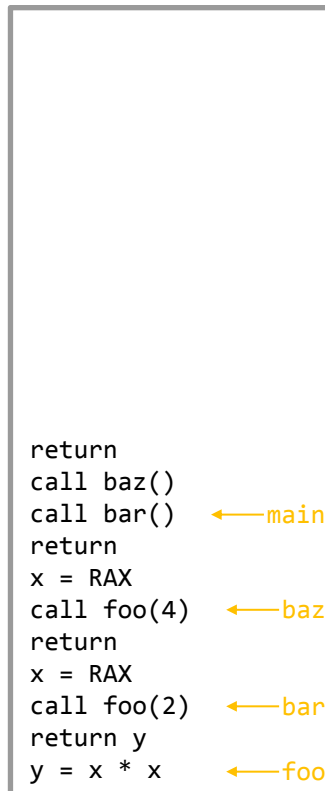 return
call baz()
call bar() main
return
x = RAX
call foo(4) baz
return
x = RAX
call foo(2) bar
return y
y = x * x foo